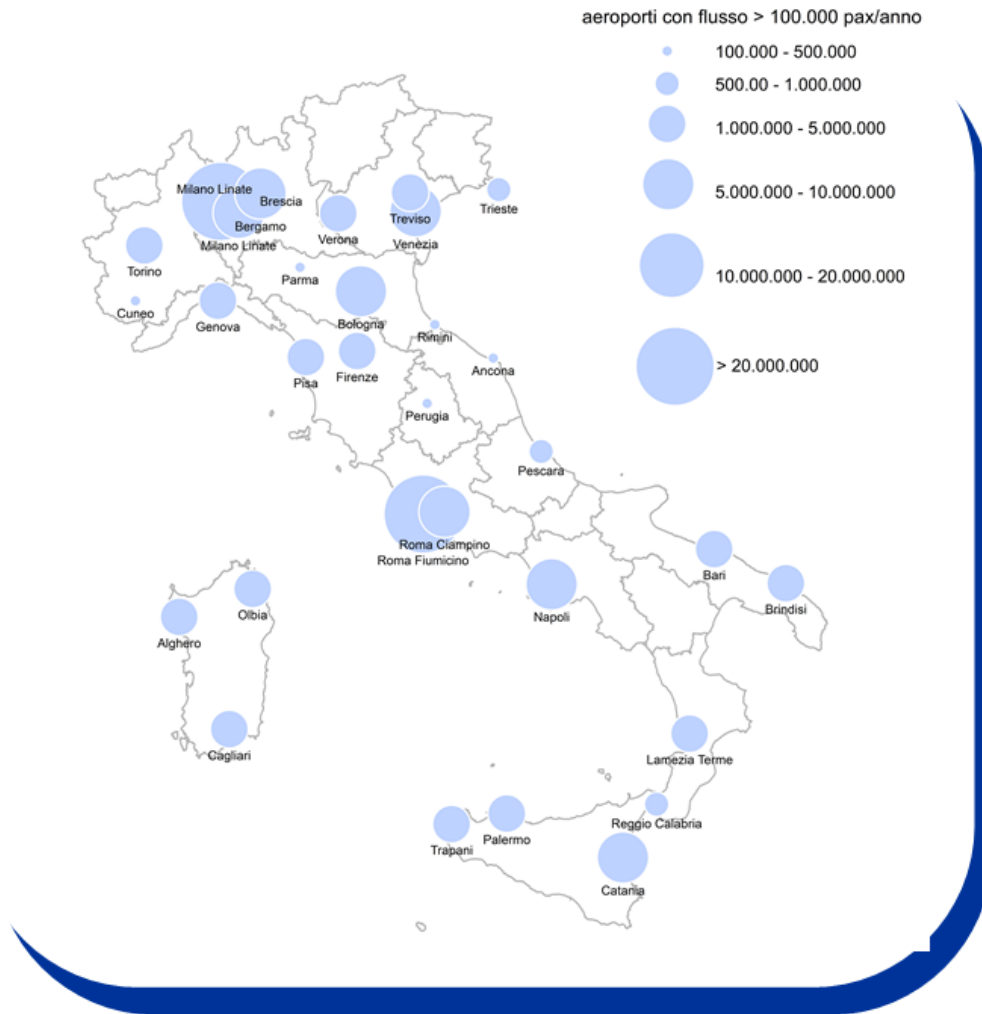 aeroporti con flusso > 100.000 pax/anno
100.000 - 500.000
500.00 - 1.000.000
1.000.000 - 5.000.000
5.000.000 - 10.000.000
10.000.000 - 20.000.000
> 20.000.000
Milano Linate
Brescia
Bergamo
Milano Linate
Verona
Treviso
Venezia
Trieste
Torino
Parma
Cuneo
Genova
Bologna
Rimini
Pisa
Firenze
Ancona
Perugia
Pescara
Roma Ciampino
Roma Fiumicino
Napoli
Bari
Brindisi
Olbia
Alghero
Cagliari
Lamezia Terme
Reggio Calabria
Palermo
Trapani
Catania